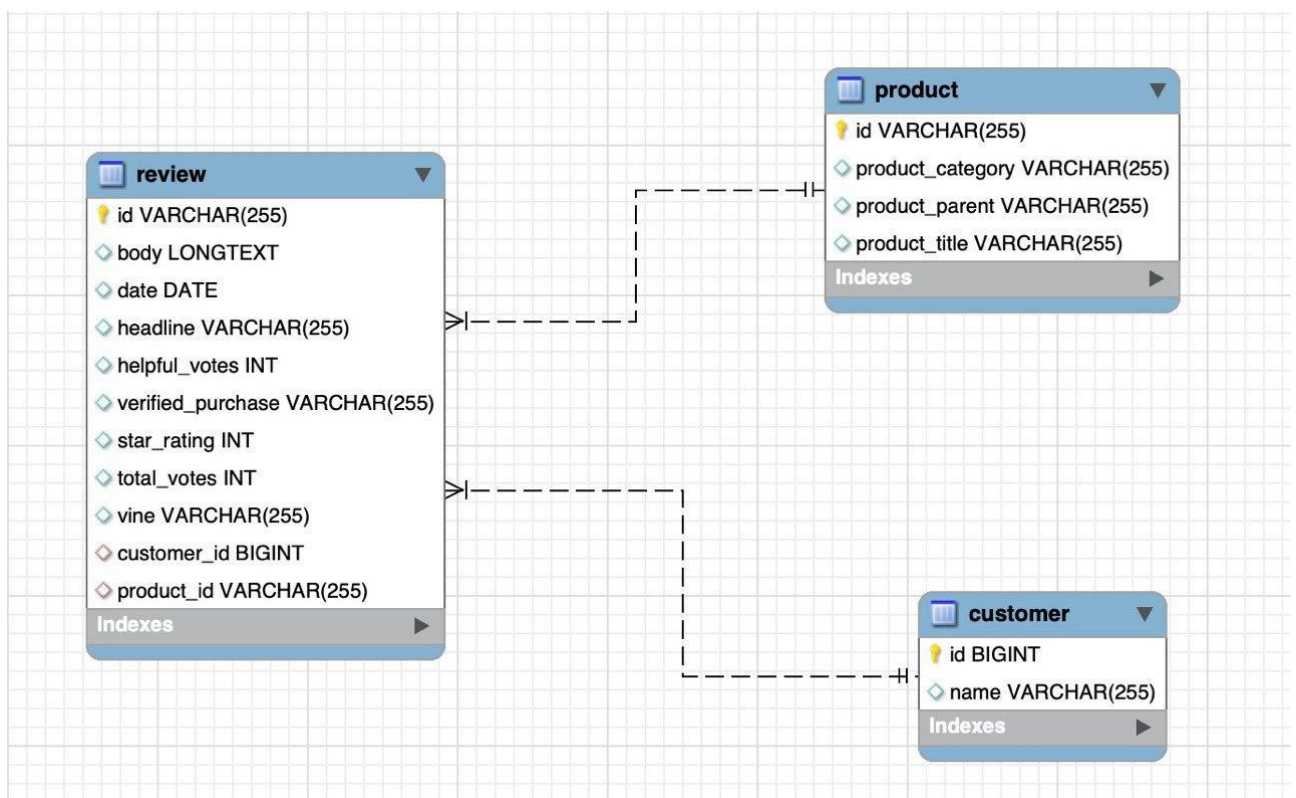 review
id VARCHAR(255)
body LONGTEXT
date DATE
headline VARCHAR(255)
helpful_votes INT
verified_purchase VARCHAR(255)
star_rating INT
total_votes INT
vine VARCHAR(255)
customer_id BIGINT
product_id VARCHAR(255)
Indexes
product
id VARCHAR(255)
product_category VARCHAR(255)
product_parent VARCHAR(255)
product_title VARCHAR(255)
Indexes
customer
id BIGINT
name VARCHAR(255)
Indexes